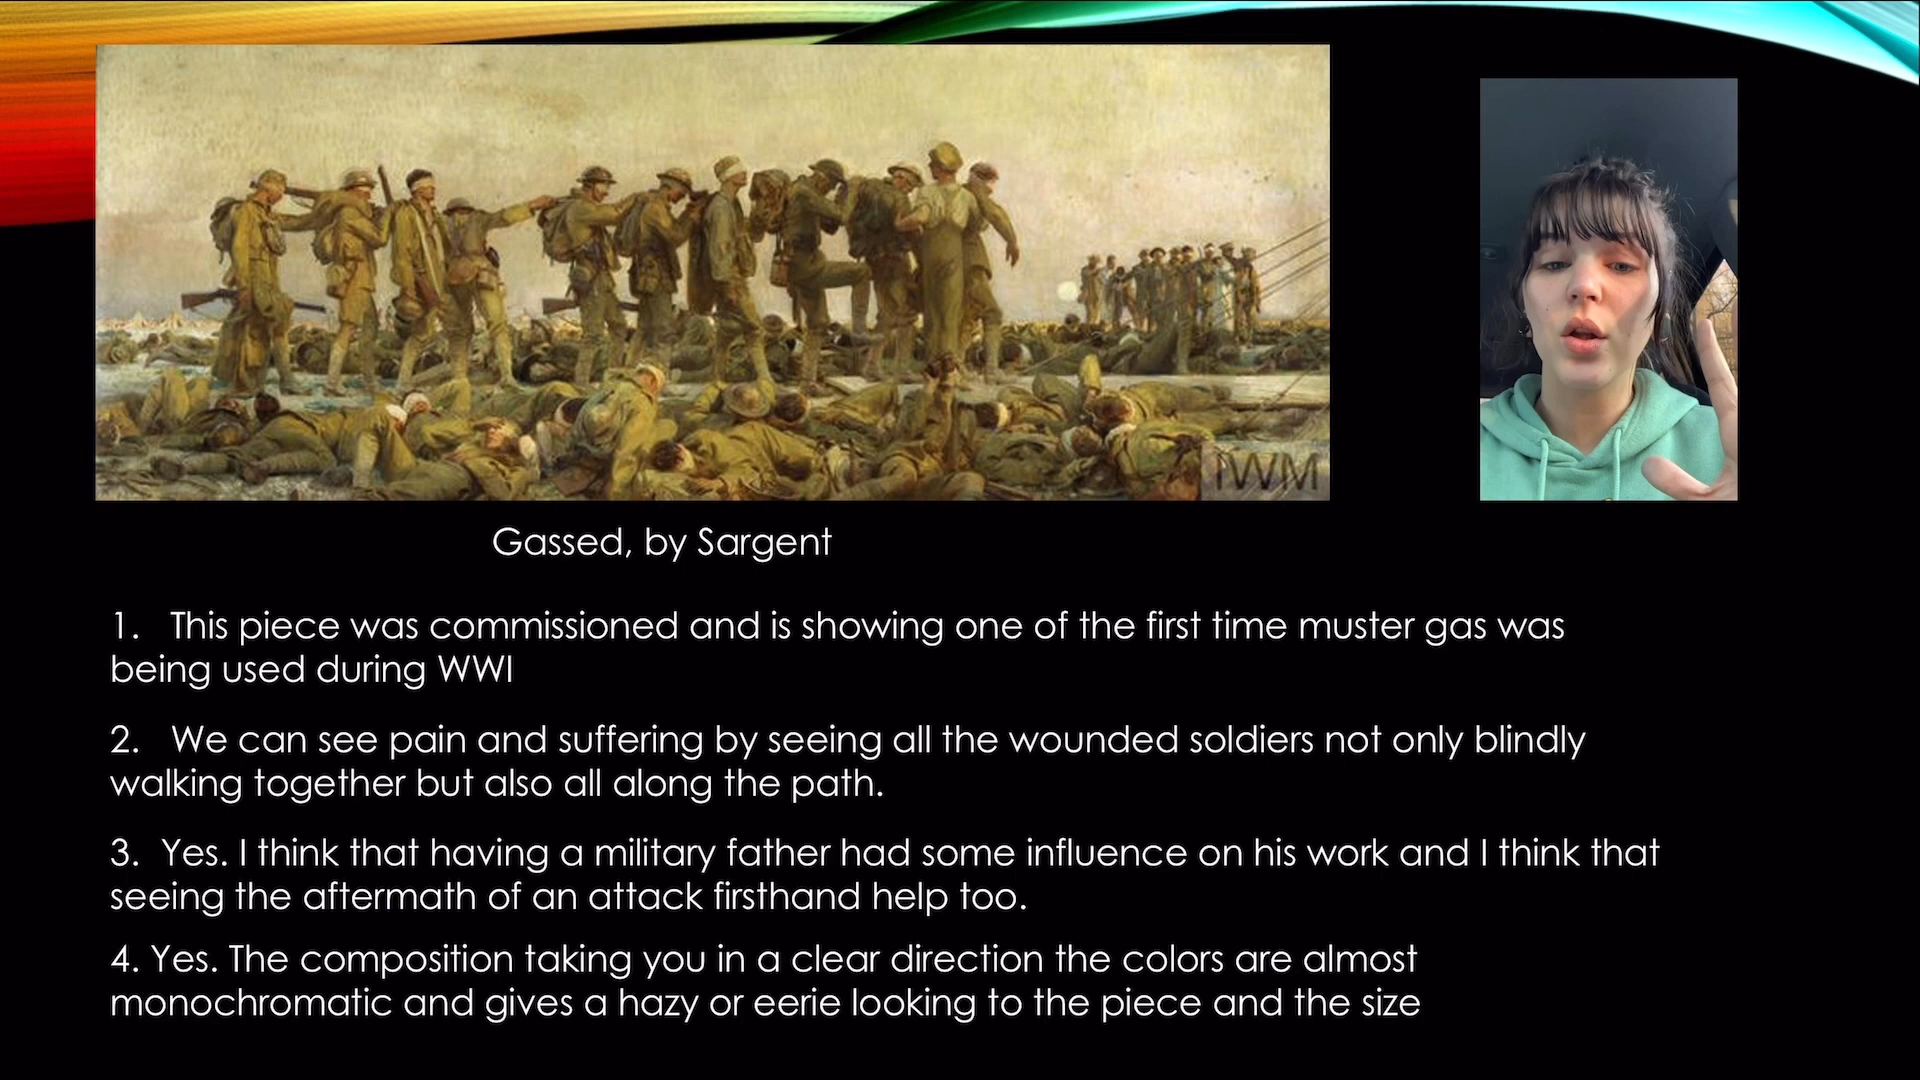 IWM
Gassed, by Sargent
1. This piece was commissioned and is showing one of the first time muster gas was
being used during WWI
2. We can see pain and suffering by seeing all the wounded soldiers not only blindly
walking together but also all along the path.
3. Yes. I think that having a military father had some influence on his work and I think that
seeing the aftermath of an attack firsthand help too.
4. Yes. The composition taking you in a clear direction the colors are almost
monochromatic and gives a hazy or eerie looking to the piece and the size